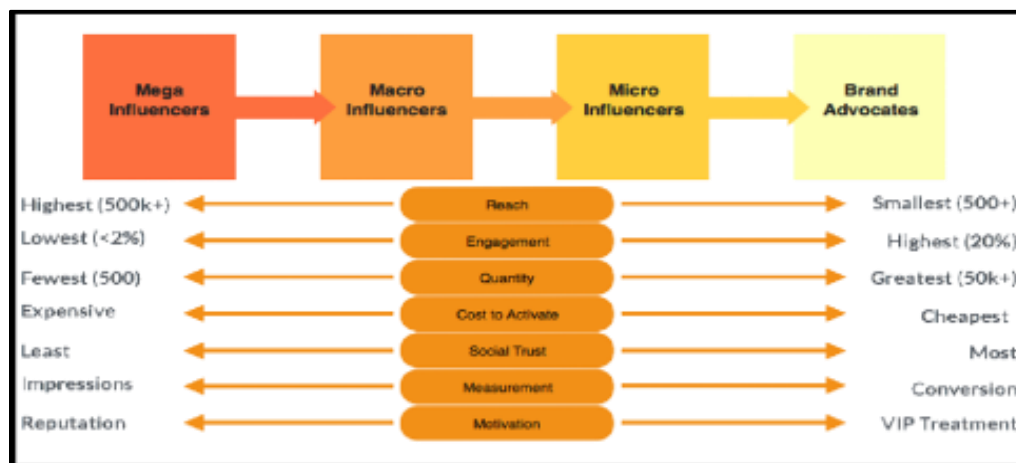 Mega
Influencers
Macro
Influencers
Micro
Influencers
Brand
Advocates
Highest (500k+)
Reach
Smallest (500+)
Lowest (<2%)
Engagement
Highest (20%)
Fewest (500)
Quantity
Greatest (50k+)
Expensive
Cost to Activate
Cheapest
Least
Social Trust
Most
Impressions
Measurement
Conversion
Reputation
Motivation
VIP Treatment